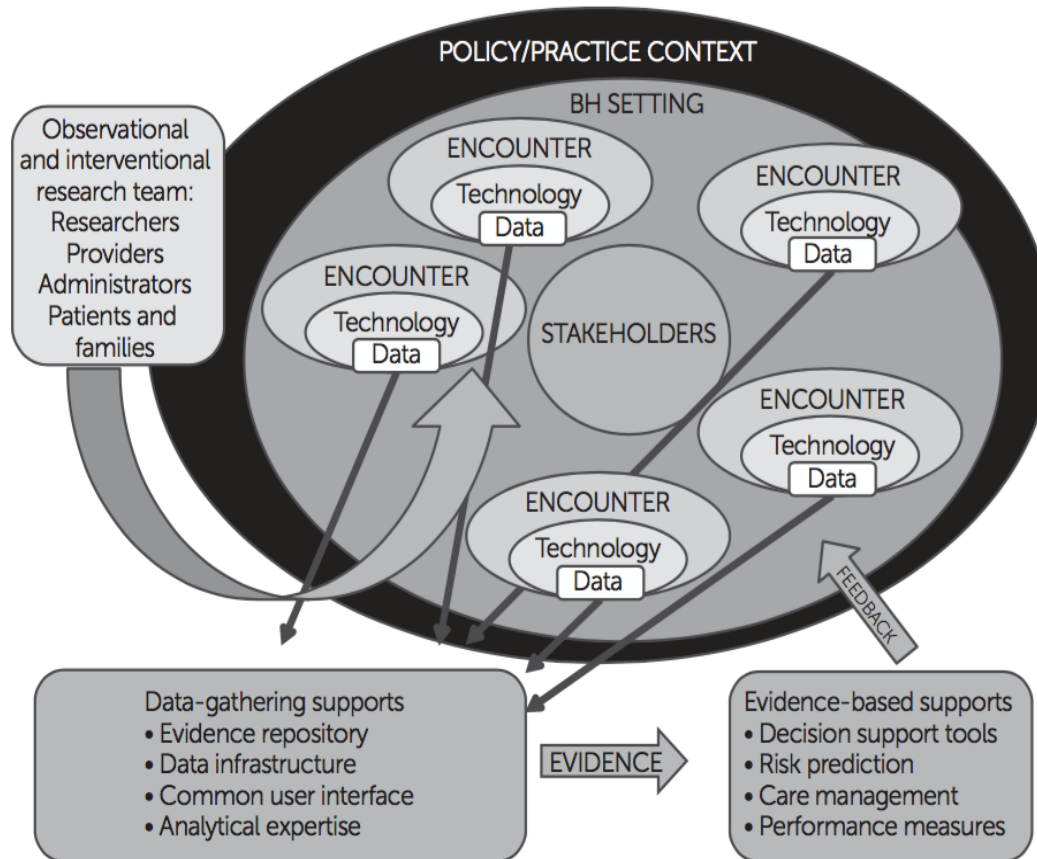 POLICY/PRACTICE CONTEXT
BH SETTING
Observational
and interventional
research team:
Researchers
Providers
Administrators
Patients and
families
ENCOUNTER
Technology
Data
ENCOUNTER
Technology
Data
ENCOUNTER
Technology
Data
STAKEHOLDERS
ENCOUNTER
Technology
Data
ENCOUNTER
Technology
Data
FEEDBACK
Data-gathering supports
• Evidence repository
• Data infrastructure
• Common user interface
• Analytical expertise
EVIDENCE
Evidence-based supports
• Decision support tools
• Risk prediction
• Care management
• Performance measures